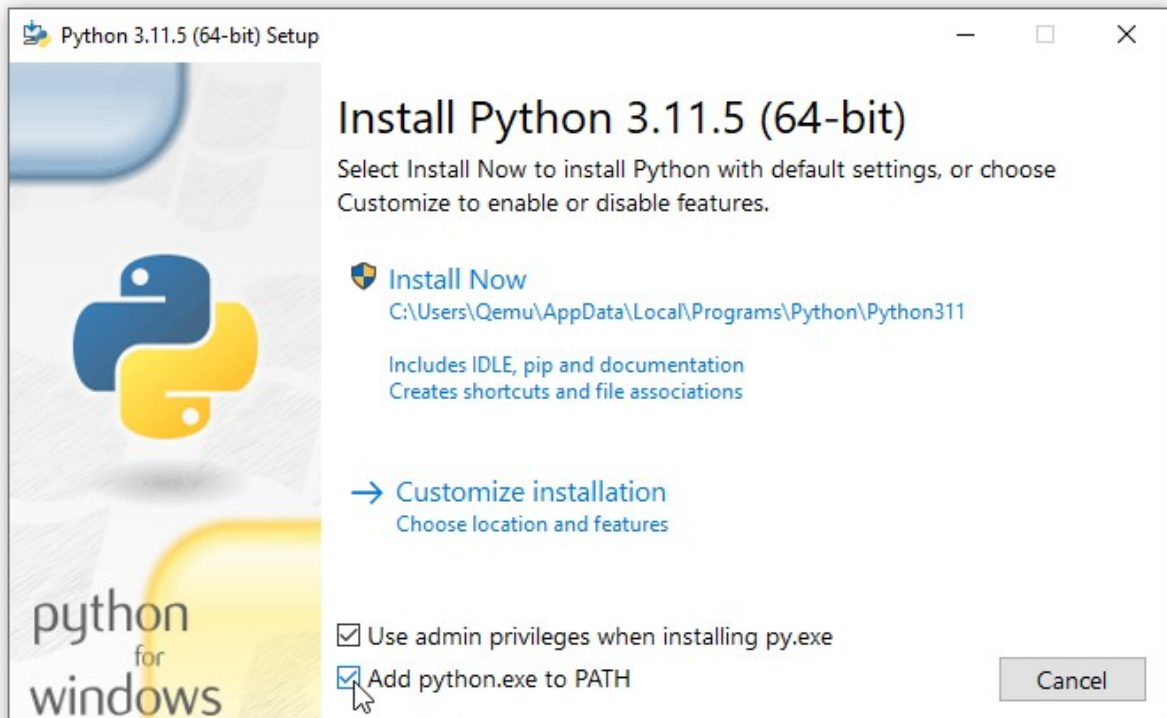 Python 3.11.5 (64-bit) Setup
Install Python 3.11.5 (64-bit)
Select Install Now to install Python with default settings, or choose
Customize to enable or disable features.
Install Now
C:\Users\Qemu\AppData\Local\Programs\Python\Python311
Includes IDLE, pip and documentation
Creates shortcuts and file associations
Customize installation
Choose location and features
python
for
windows
Use admin privileges when installing py.exe
Add python.exe to PATH
Cancel